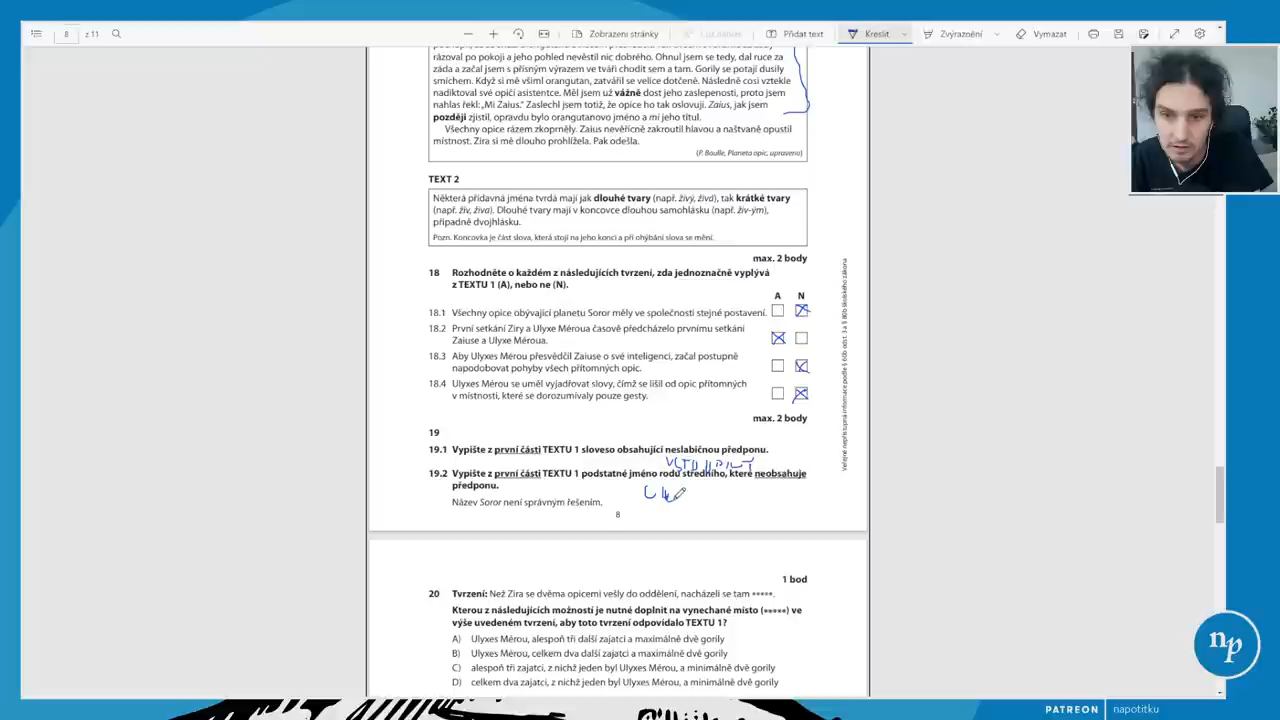 8 z 11
Zobrazení stránky
Přidat text
Kreslit
Zvýraznění
Vymazat
rázoval po pokoji a jeho pohled nevěstil nic dobrého. Ohnul jsem se tedy, dal ruce za
záda a začal jsem s přísným výrazem ve tváři chodit sem a tam. Gorily se potají dusily
smíchem. Když si mě všiml orangutan, zatvářil se velice dotčeně. Následně cosi vztekle
nadiktoval své opičí asistence. Měl jsem už vážně dost jeho zaslepenosti, proto jsem
nahlas řekl: „Mi Zaius.“ Zaslechl jsem totiž, že opice ho tak oslovují. Zaius, jak jsem
později zjistil, opravdu bylo orangutanovo jméno a mi jeho titul.
Všechny opice rázem zkoprněly. Zaius nevěřícně zakroutil hlavou a naštvaně opustil
místnost. Zira si mě dlouho prohlížela. Pak odešla.
(P. Boulle, Planeta opic, upraveno)
TEXT 2
Některá přídavná jména tvrdá mají jak dlouhé tvary (např. živý, živá), tak krátké tvary
(např. živ, živa). Dlouhé tvary mají v koncovce dlouhou samohlásku (např. živ-ým),
případně dvojhlásku.
Pozn. Koncovka je část slova, která stojí na jeho konci a při ohýbání slova se mění.
max. 2 body
18 Rozhodněte o každém z následujících tvrzení, zda jednoznačně vyplývá
z TEXTU 1 (A), nebo ne (N).
A N
18.1 Všechny opice obývající planetu Soror měly ve společnosti stejné postavení.
18.2 První setkání Ziry a Ulyxe Méroua časově předcházelo prvnímu setkání
Zaiuse a Ulyxe Méroua.
18.3 Aby Ulyxes Mérou přesvědčil Zaiuse o své inteligenci, začal postupně
napodobovat pohyby všech přítomných opic.
18.4 Ulyxes Mérou se uměl vyjadřovat slovy, čímž se lišil od opic přítomných
v místnosti, které se dorozumívaly pouze gesty.
max. 2 body
19
19.1 Vypište z první části TEXTU 1 sloveso obsahující neslabičnou předponu.
19.2 Vypište z první části TEXTU 1 podstatné jméno rodu středního, které neobsahuje
předponu.
Název Soror není správným řešením.
8
Veřejně nepřístupná informace podle § 60b odst. 3 a § 80b školského zákona
1 bod
20 Tvrzení: Než Zira se dvěma opicemi vešly do oddělení, nacházeli se tam *****.
Kterou z následujících možností je nutné doplnit na vynechané místo (*****) ve
výše uvedeném tvrzení, aby toto tvrzení odpovídalo TEXTU 1?
A) Ulyxes Mérou, alespoň tři další zajatci a maximálně dvě gorily
B) Ulyxes Mérou, celkem dva další zajatci a maximálně dvě gorily
C) alespoň tři zajatci, z nichž jeden byl Ulyxes Mérou, a minimálně dvě gorily
D) celkem dva zajatci, z nichž jeden byl Ulyxes Mérou, a minimálně dvě gorily
np
PATREON napotitku